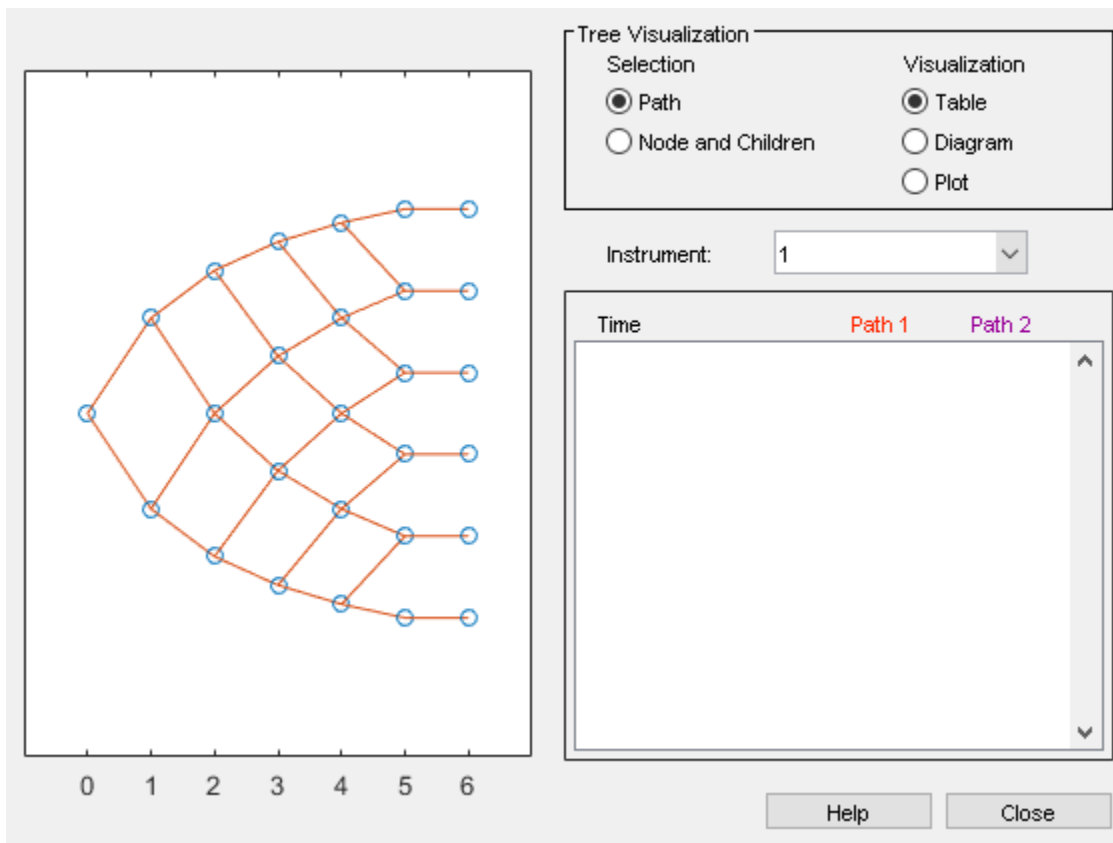 Tree Visualization
Selection
Visualization
Path
Table
Node and Children
Diagram
Plot
Instrument:
1
Time
Path 1
Path 2
0 1 2 3 4 5 6
Help
Close